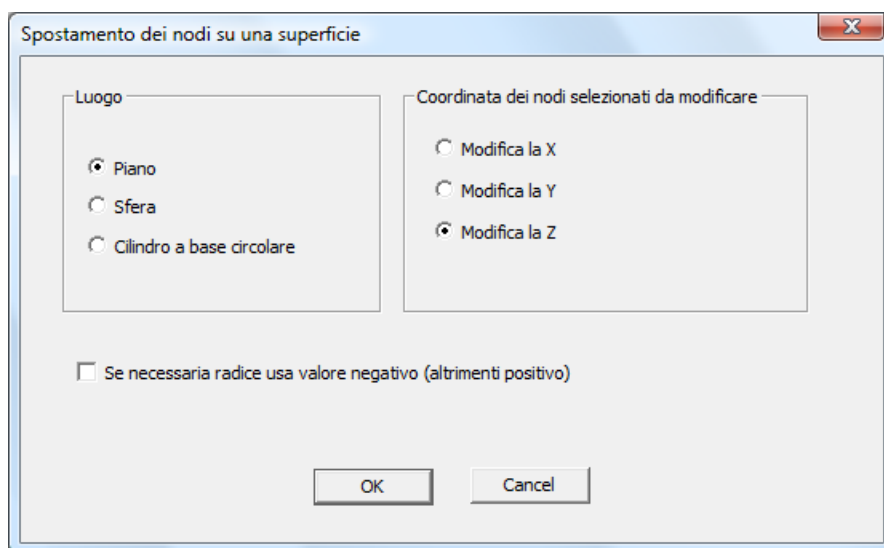 Spostamento dei nodi su una superficie
Luogo
Piano
Sfera
Cilindro a base circolare
Coordinata dei nodi selezionati da modificare
Modifica la X
Modifica la Y
Modifica la Z
Se necessaria radice usa valore negativo (altrimenti positivo)
OK
Cancel